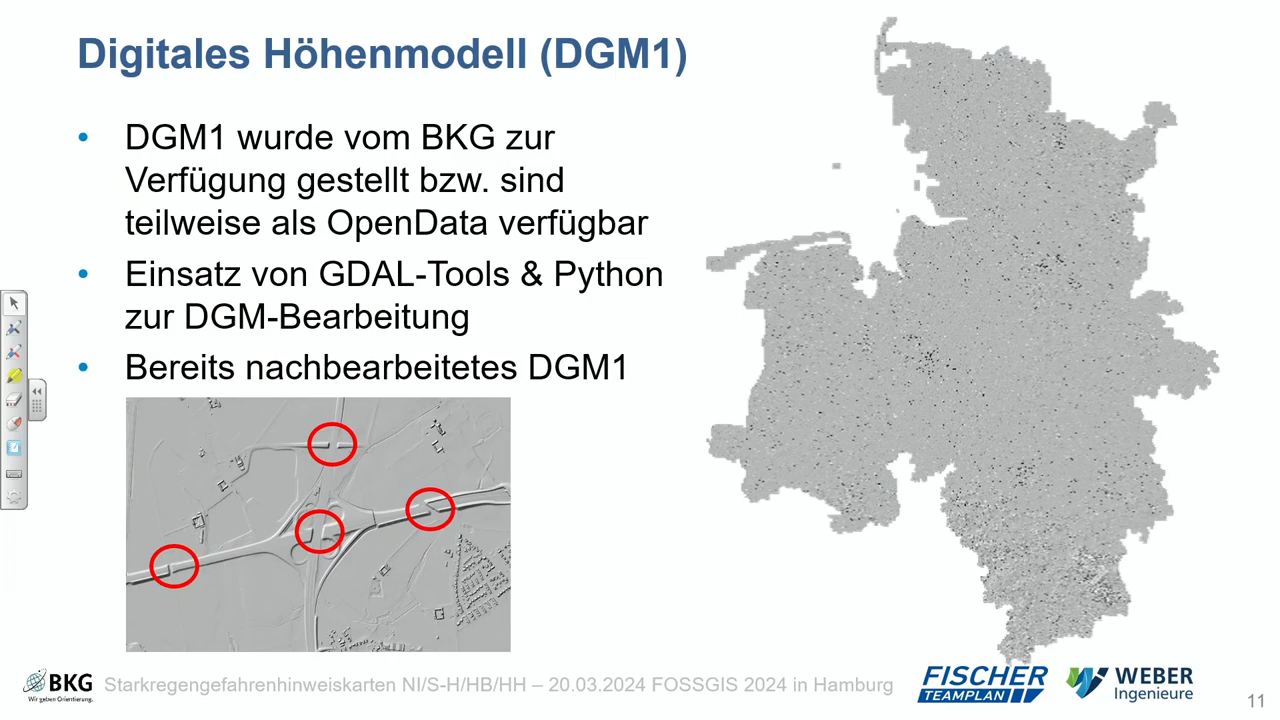 Digitales Höhenmodell (DGM1)
• DGM1 wurde vom BKG zur
Verfügung gestellt bzw. sind
teilweise als OpenData verfügbar
• Einsatz von GDAL-Tools & Python
zur DGM-Bearbeitung
• Bereits nachbearbeitetes DGM1
BKG
Wir geben Orientierung.
Starkregengefahrenhinweiskarten NI/S-H/HB/HH – 20.03.2024 FOSSGIS 2024 in Hamburg
FISCHER
TEAMPLAN
WEBER
Ingenieure
11